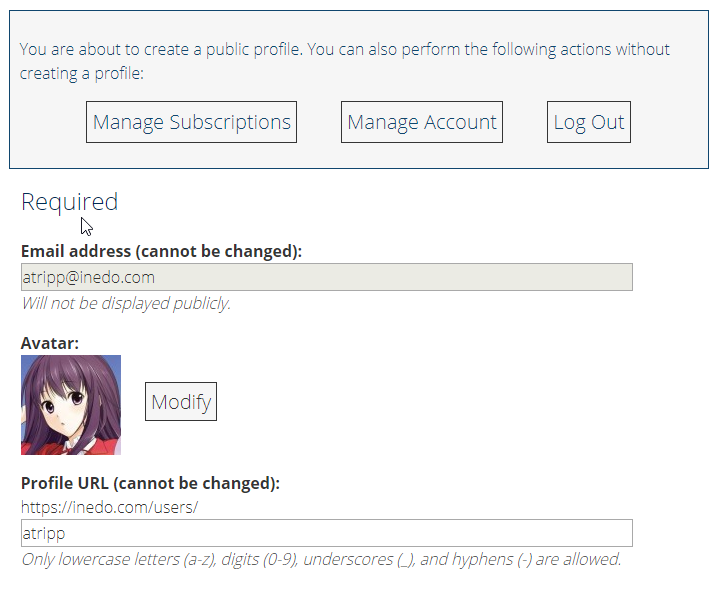 You are about to create a public profile. You can also perform the following actions without
creating a profile:
Manage Subscriptions
Manage Account
Log Out
Required
Email address (cannot be changed):
atripp@inedo.com
Will not be displayed publicly.
Avatar:
Modify
Profile URL (cannot be changed):
https://inedo.com/users/
atripp
Only lowercase letters (a-z), digits (0-9), underscores (_), and hyphens (-) are allowed.